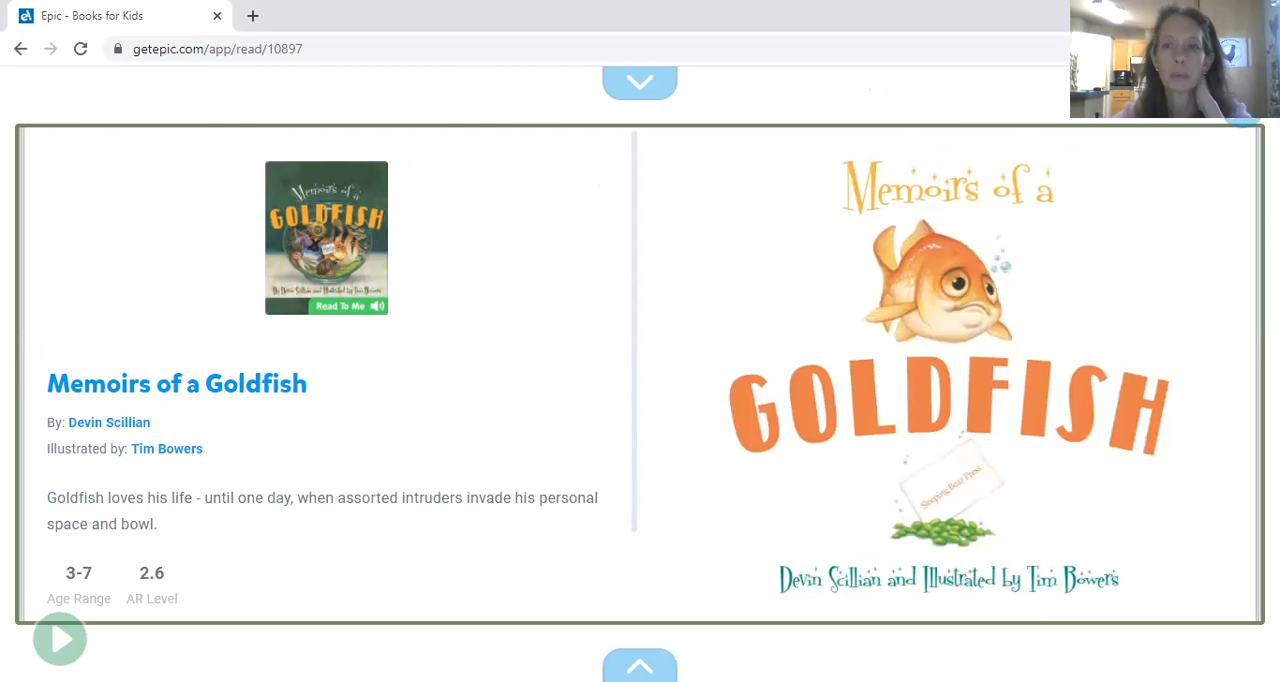 Epic - Books for Kids
getepic.com/app/read/10897
Memoirs of a
GOLDFISH
By Devin Scillian and Illustrated by Tim Bowers
Read To Me
Memoirs of a Goldfish
By: Devin Scillian
Illustrated by: Tim Bowers
Goldfish loves his life - until one day, when assorted intruders invade his personal
space and bowl.
3-7 2.6
Age Range AR Level
Memoirs of a
GOLDFISH
Sleeping Bear Press
Devin Scillian and Illustrated by Tim Bowers